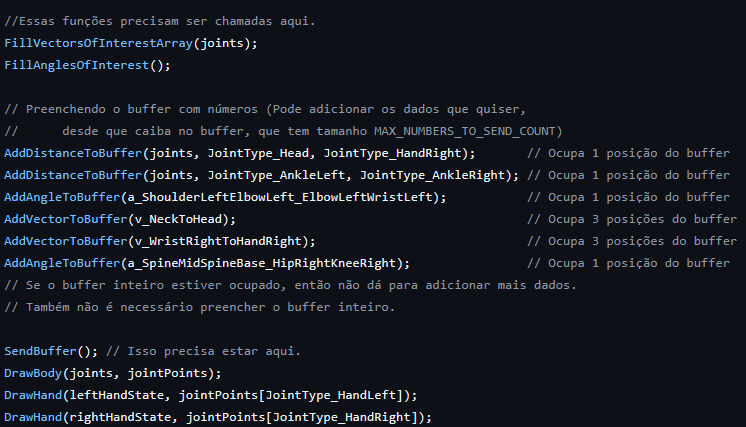 //Essas funções precisam ser chamadas aqui.
FillVectorsOfInterestArray(joints);
FillAnglesOfInterest();
// Preenchendo o buffer com números (Pode adicionar os dados que quiser,
//      desde que caiba no buffer, que tem tamanho MAX_NUMBERS_TO_SEND_COUNT)
AddDistanceToBuffer(joints, JointType_Head, JointType_HandRight);       // Ocupa 1 posição do buffer
AddDistanceToBuffer(joints, JointType_AnkleLeft, JointType_AnkleRight); // Ocupa 1 posição do buffer
AddAngleToBuffer(a_ShoulderLeftElbowLeft_ElbowLeftWristLeft);           // Ocupa 1 posição do buffer
AddVectorToBuffer(v_NeckToHead);                                        // Ocupa 3 posições do buffer
AddVectorToBuffer(v_WristRightToHandRight);                             // Ocupa 3 posições do buffer
AddAngleToBuffer(a_SpineMidSpineBase_HipRightKneeRight);                // Ocupa 1 posição do buffer
// Se o buffer inteiro estiver ocupado, então não dá para adicionar mais dados.
// Também não é necessário preencher o buffer inteiro.
SendBuffer(); // Isso precisa estar aqui.
DrawBody(joints, jointPoints);
DrawHand(leftHandState, jointPoints[JointType_HandLeft]);
DrawHand(rightHandState, jointPoints[JointType_HandRight]);